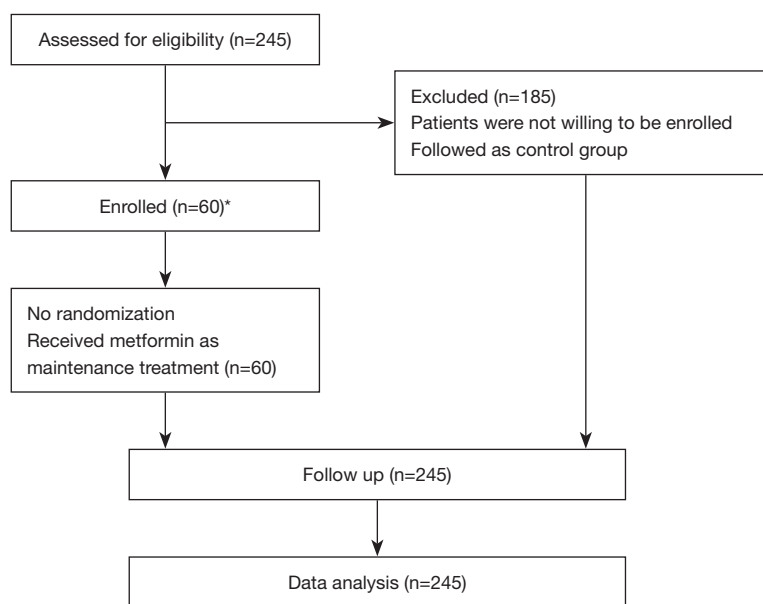 Assessed for eligibility (n=245)
Excluded (n=185)
Patients were not willing to be enrolled
Followed as control group
Enrolled (n=60)*
No randomization
Received metformin as
maintenance treatment (n=60)
Follow up (n=245)
Data analysis (n=245)